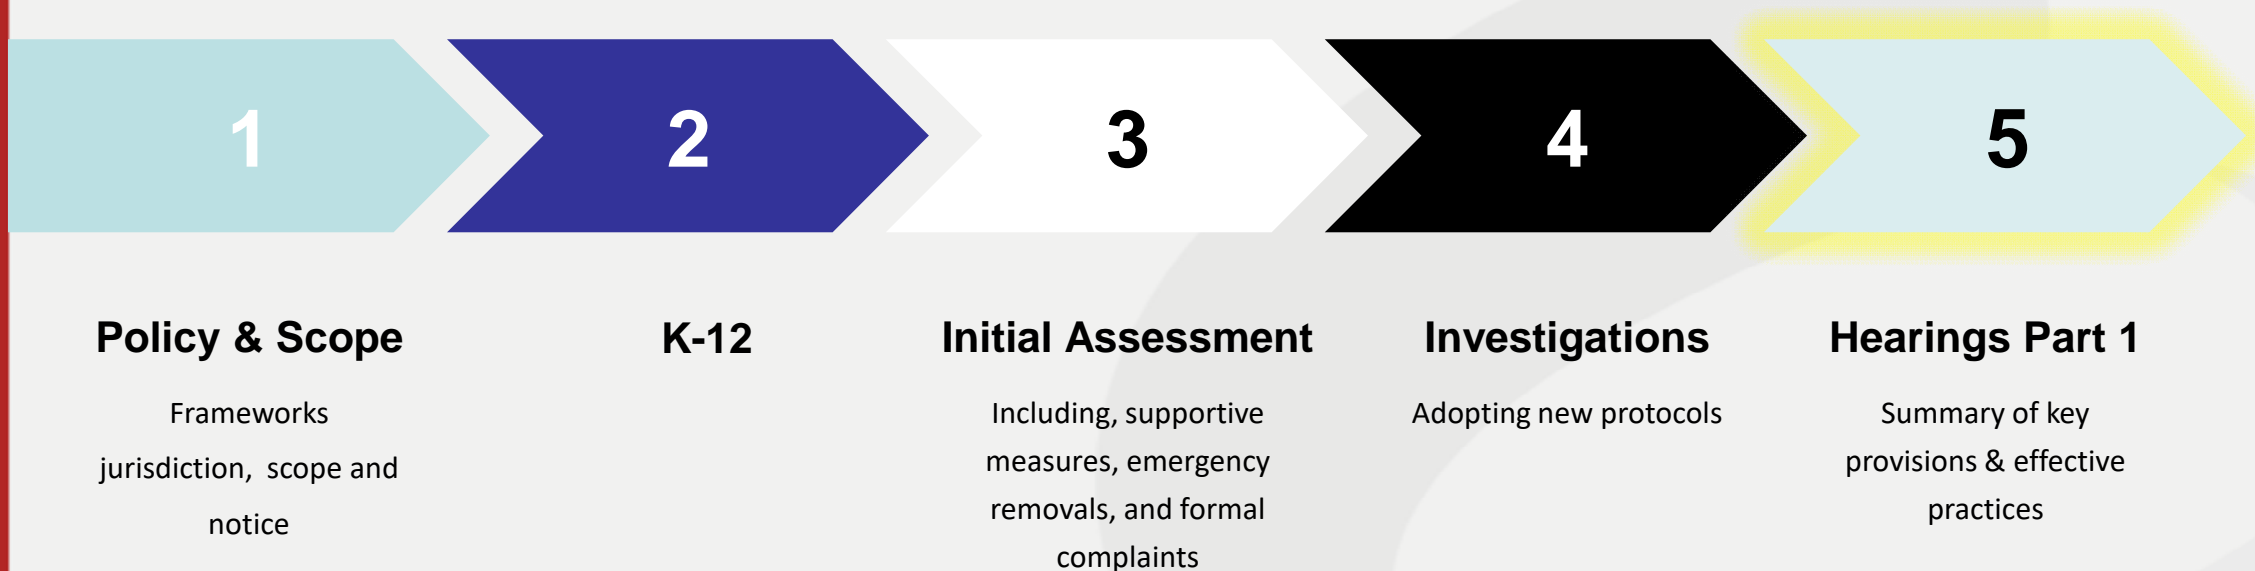 1
2
3
4
5
Policy & Scope
Frameworks
jurisdiction,  scope and
notice
K-12
Initial Assessment
Including, supportive
measures, emergency
removals, and formal
complaints
Investigations
Adopting new protocols
Hearings Part 1
Summary of key
provisions & effective
practices